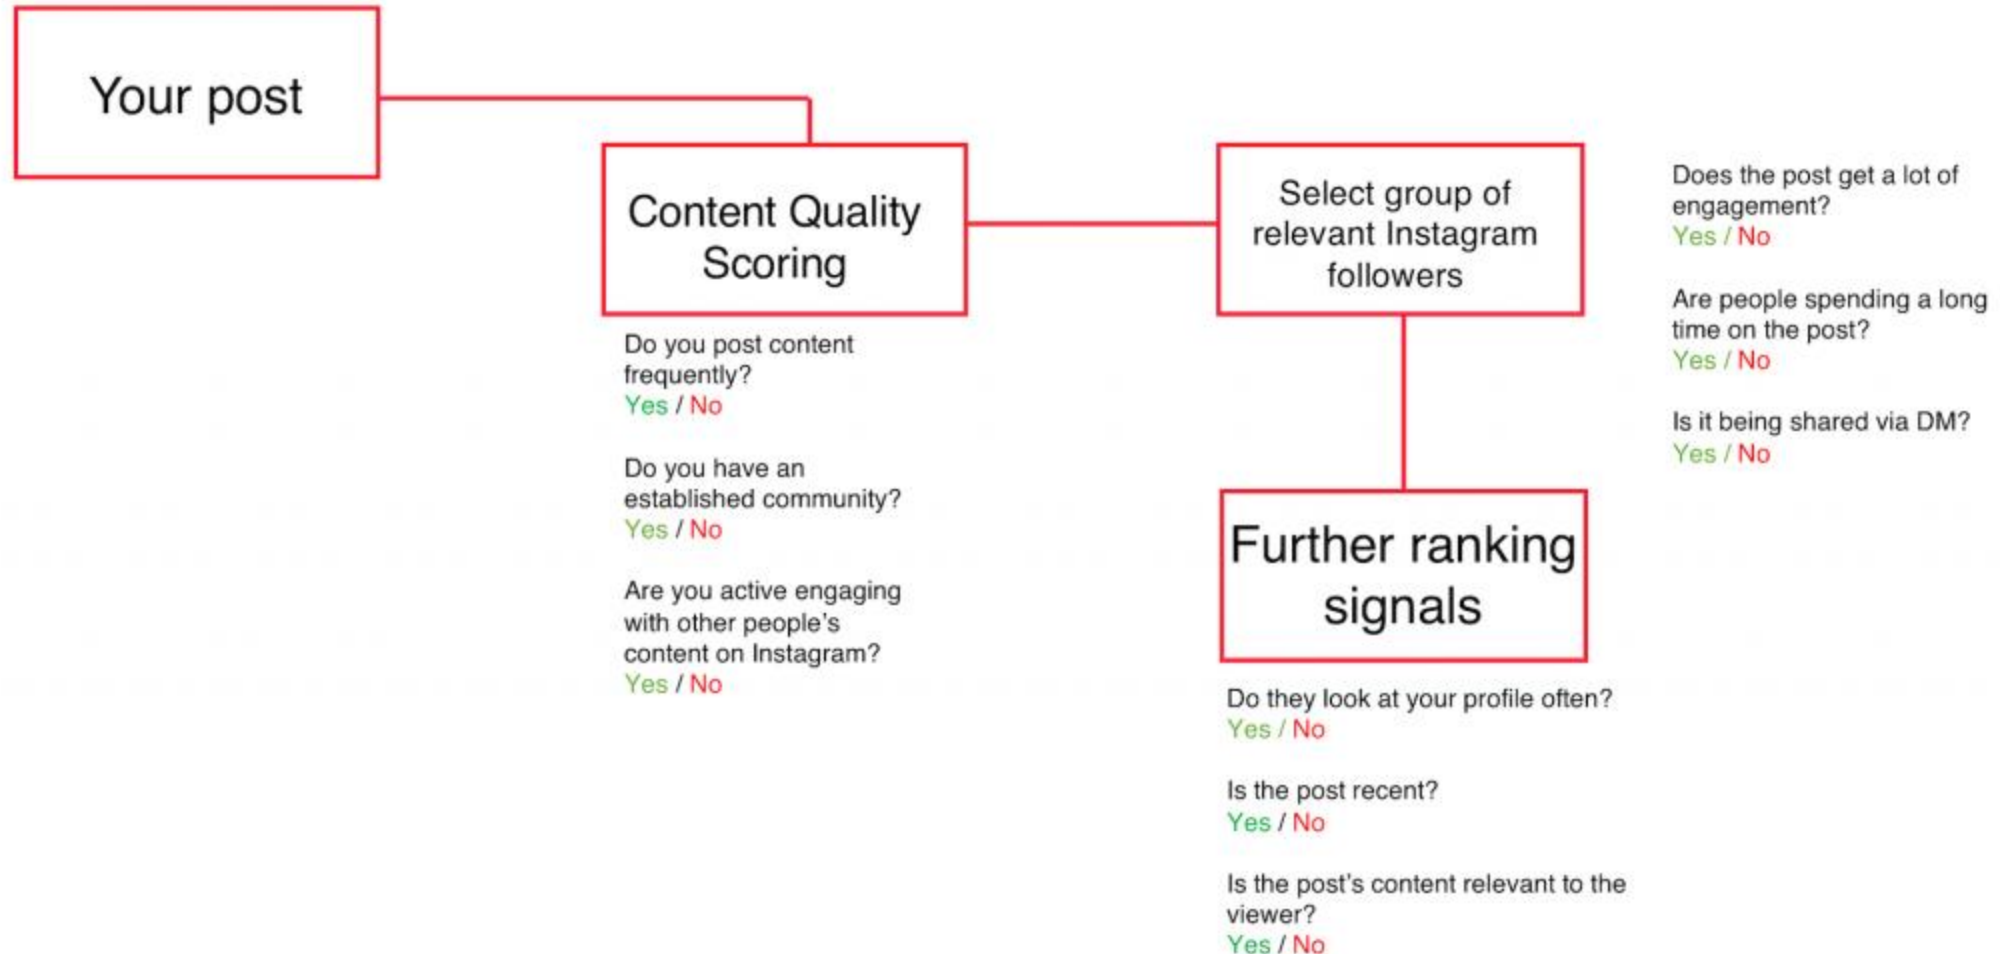 Your post
Content Quality
Scoring
Do you post content
frequently?
Yes / No
Do you have an
established community?
Yes / No
Are you active engaging
with other people's
content on Instagram?
Yes / No
Select group of
relevant Instagram
followers
Does the post get a lot of
engagement?
Yes / No
Are people spending a long
time on the post?
Yes / No
Is it being shared via DM?
Yes / No
Further ranking
signals
Do they look at your profile often?
Yes / No
Is the post recent?
Yes / No
Is the post's content relevant to the
viewer?
Yes / No